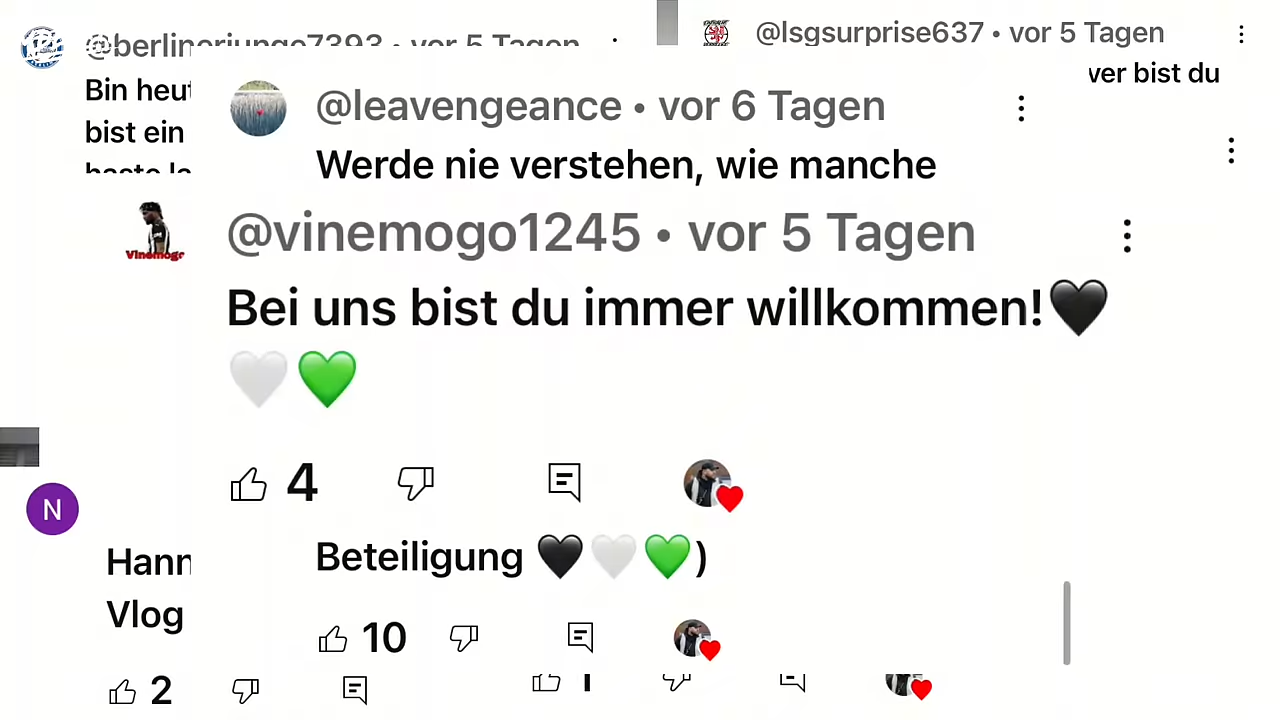 @berlinerjunge7393 • vor 5 Tagen
@lsgsurprise637 • vor 5 Tagen
Bin heut
ver bist du
bist ein
@leavengeance • vor 6 Tagen
Werde nie verstehen, wie manche
Vinemogo
@vinemogo1245 • vor 5 Tagen
Bei uns bist du immer willkommen!🖤
🤍💚
4
N
Hann
Beteiligung 🖤🤍💚)
Vlog
10
2